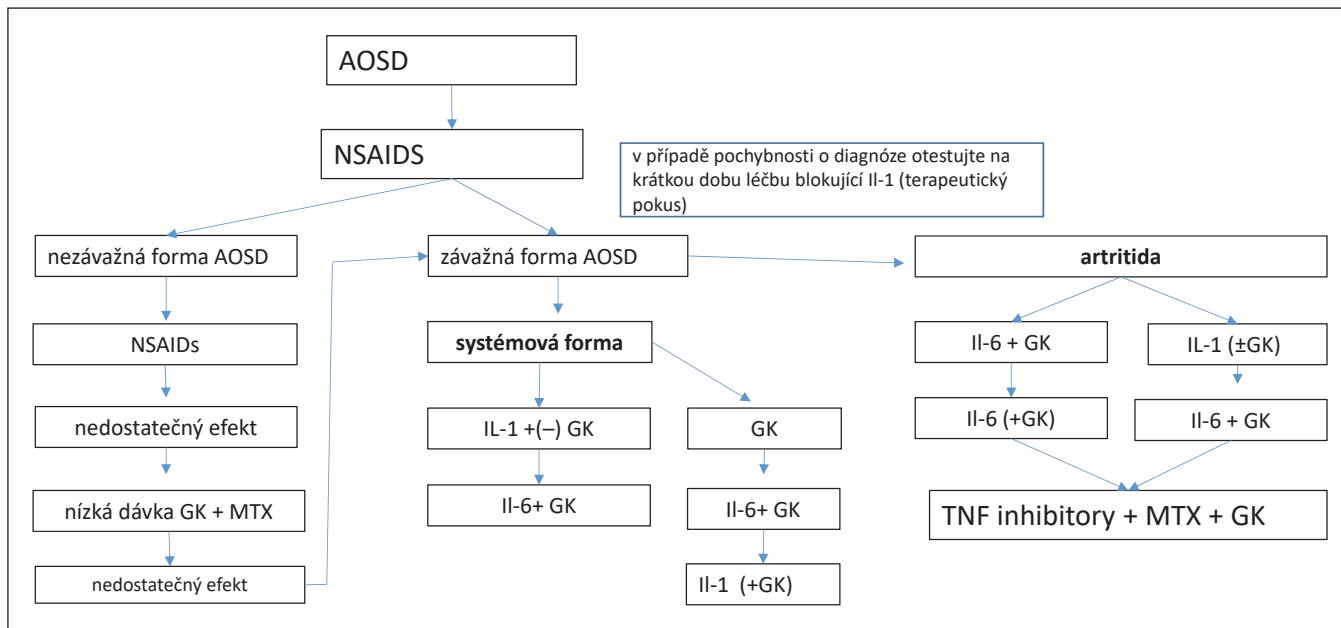 AOSD
NSAIDS
v případě pochybnosti o diagnóze otestujte na
krátkou dobu léčbu blokující Il-1 (terapeutický
pokus)
nezávažná forma AOSD
NSAIDs
nedostatečný efekt
nízká dávka GK + MTX
nedostatečný efekt
závažná forma AOSD
systémová forma
IL-1 +(–) GK
Il-6+ GK
GK
Il-6+ GK
Il-1 (+GK)
artritida
Il-6 + GK
Il-6 (+GK)
IL-1 (±GK)
Il-6 + GK
TNF inhibitory + MTX + GK